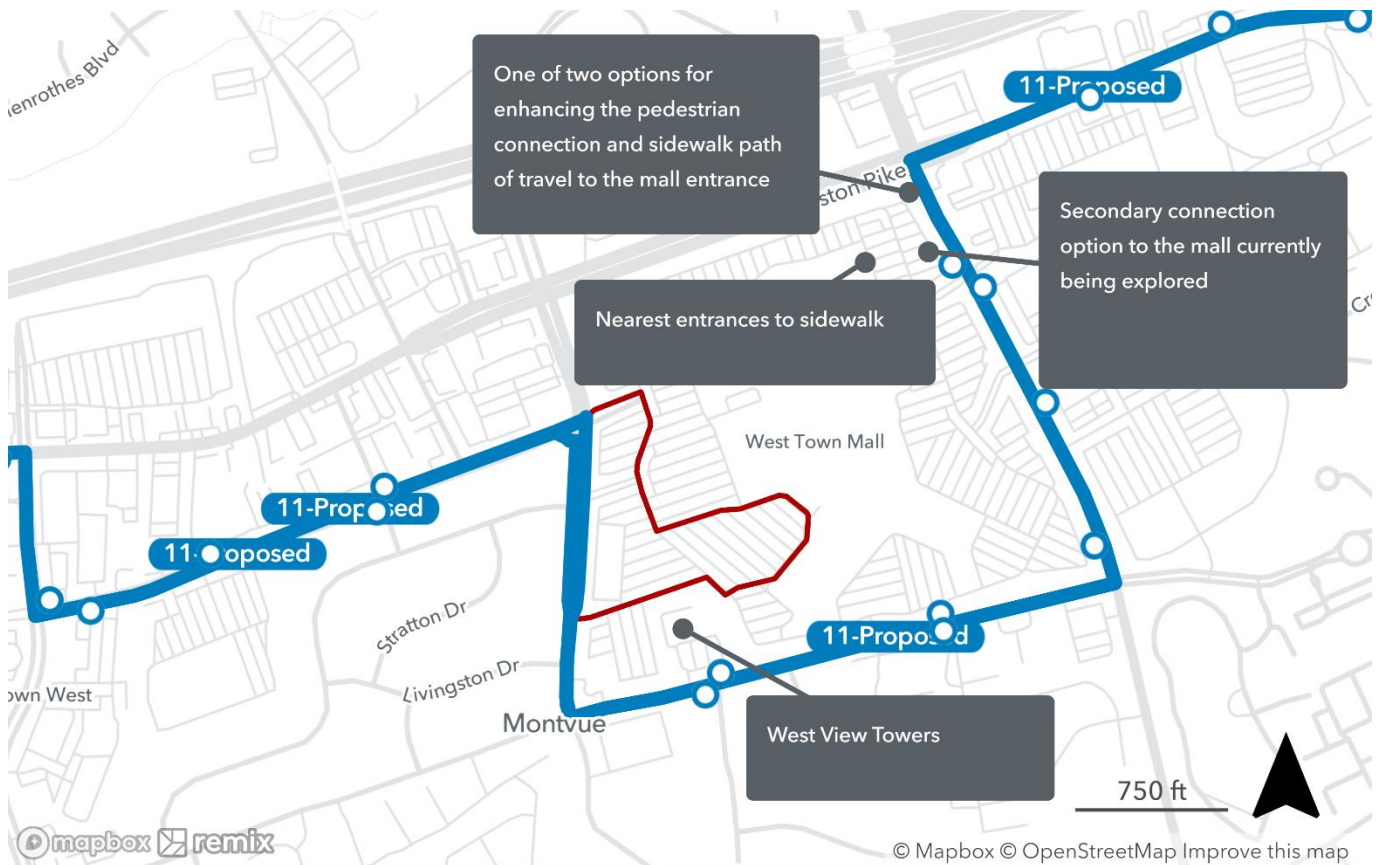 enrothes Blvd
One of two options for
enhancing the pedestrian
connection and sidewalk path
of travel to the mall entrance
11-Proposed
ston Pike
Secondary connection
option to the mall currently
being explored
Nearest entrances to sidewalk
Cr
West Town Mall
11-Proposed
11-Proposed
Stratton Dr
Livingston Dr
11-Proposed
own West
Montvue
West View Towers
750 ft
mapbox remix
© Mapbox © OpenStreetMap Improve this map